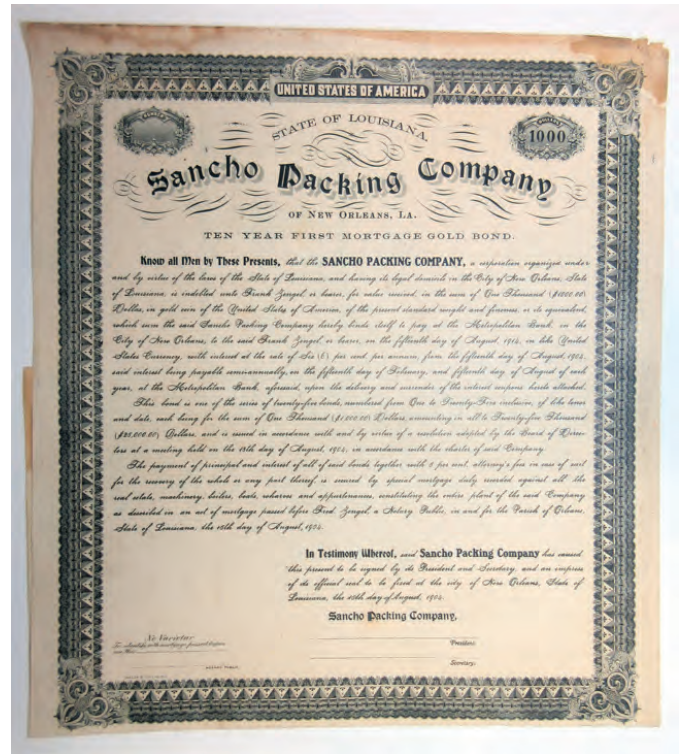 UNITED STATES OF AMERICA
STATE OF LOUISIANA.
1000
Sancho Packing Company
OF NEW ORLEANS, LA.
TEN YEAR FIRST MORTGAGE GOLD BOND.
Know all Men by These Presents, that the SANCHO PACKING COMPANY, a corporation organized under
and by virtue of the laws of the State of Louisiana, and having its legal domicile in the City of New Orleans, State
of Louisiana, is indebted unto Frank Zengel, or bearer, for value received, in the sum of One Thousand ($1000.00)
Dollars, in gold coin of the United States of America, of the present standard weight and fineness, or its equivalent,
which sum the said Sancho Packing Company hereby binds itself to pay at the Metropolitan Bank, in the
City of New Orleans, to the said Frank Zengel, or bearer, on the fifteenth day of August, 1914, in like United
States Currency, with interest at the rate of Six (6) per cent. per annum, from the fifteenth day of August, 1904,
said interest being payable semi-annually, on the fifteenth day of February, and fifteenth day of August of each
year, at the Metropolitan Bank, aforesaid, upon the delivery and surrender of the interest coupons hereto attached.
This bond is one of the series of twenty-five bonds, numbered from One to Twenty-Five inclusive, of like tenor
and date, each being for the sum of One Thousand ($1,000.00) Dollars, amounting in all to Twenty-five Thousand
($25,000.00) Dollars, and is issued in accordance with and by virtue of a resolution adopted by the Board of Direc-
tors at a meeting held on the day of August, 1904, in accordance with the charter of said Company.
The payment of principal and interest of all of said bonds, together with per cent. attorney's fees in case of suit
for the recovery of the whole or any part thereof, is secured by special mortgage duly recorded against all the
real estate, machinery, boilers, boats, wharves and appurtenances, constituting the entire plant of the said Company
as described in an act of mortgage passed before Fred Zengel, a Notary Public, in and for the Parish of Orleans,
State of Louisiana, the 15th day of August, 1904.
In Testimony Whereof, said Sancho Packing Company has caused
this present to be signed by its President and Secretary, and an impress
of its official seal to be fixed at the city of New Orleans, State of
Louisiana, the 15th day of August, 1904.
Sancho Packing Company,
President.
Secretary.
Ne Varietur
To identify with mortgage passed before
me, this
NOTARY PUBLIC.